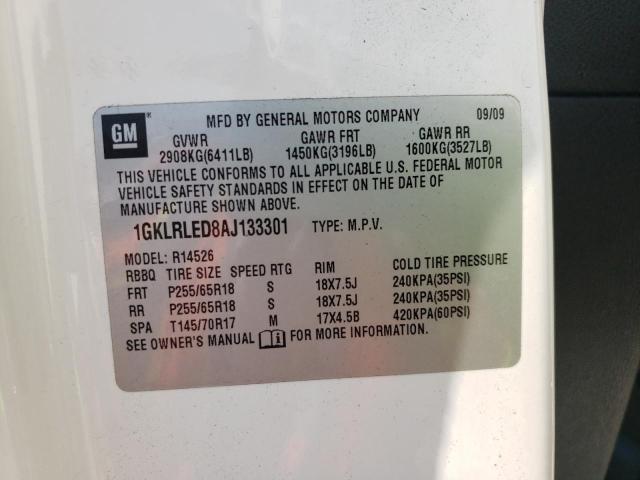 GM ®
MFD BY GENERAL MOTORS COMPANY 09/09
GVWR GAWR FRT GAWR RR
2908KG(6411LB) 1450KG(3196LB) 1600KG(3527LB)
THIS VEHICLE CONFORMS TO ALL APPLICABLE U.S. FEDERAL MOTOR
VEHICLE SAFETY STANDARDS IN EFFECT ON THE DATE OF
MANUFACTURE SHOWN ABOVE.
1GKLRLED8AJ133301 TYPE: M.P.V.
MODEL: R14526
RBBQ TIRE SIZE SPEED RTG RIM COLD TIRE PRESSURE
FRT P255/65R18 S 18X7.5J 240KPA(35PSI)
RR P255/65R18 S 18X7.5J 240KPA(35PSI)
SPA T145/70R17 M 17X4.5B 420KPA(60PSI)
SEE OWNER'S MANUAL FOR MORE INFORMATION.